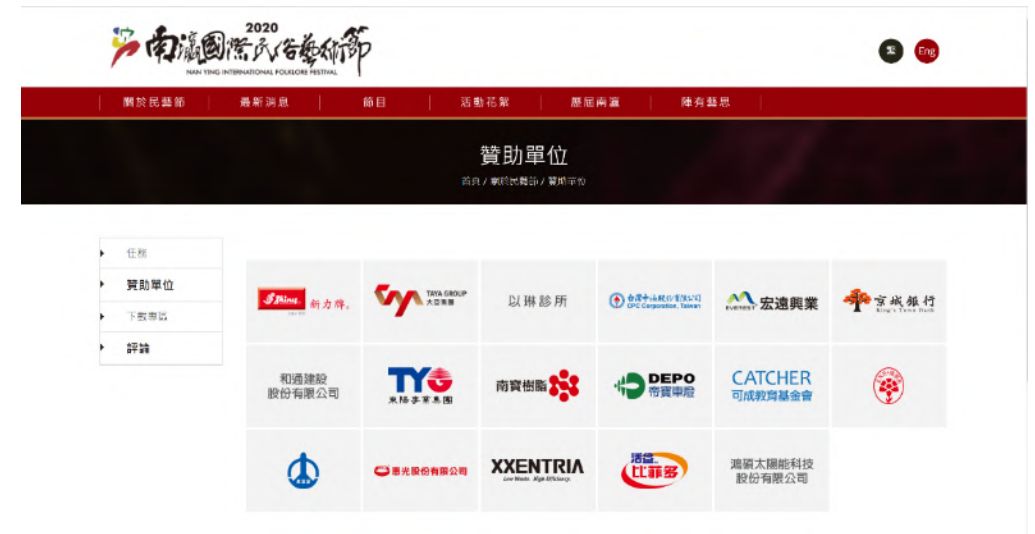 2020
南瀛國際民俗藝術節
NAN YING INTERNATIONAL FOLKLORE FESTIVAL
繁
Eng
關於民藝節
最新消息
節目
活動花絮
歷屆南瀛
陣有藝思
贊助單位
首頁 / 關於民藝節 / 贊助單位
任務
贊助單位
下載專區
評論
Shing
新力牌
TAYA GROUP
大亞集團
以琳診所
台灣中油股份有限公司
CPC Corporation, Taiwan
EVEREST
宏遠興業
京城銀行
King's Town Bank
和通建設
股份有限公司
TYG
東陽事業集團
南寶樹脂
DEPO
帝寶車燈
CATCHER
可成教育基金會
惠光股份有限公司
XXENTRIA
Low Waste. High Efficiency.
活益
比菲多
鴻碩太陽能科技
股份有限公司